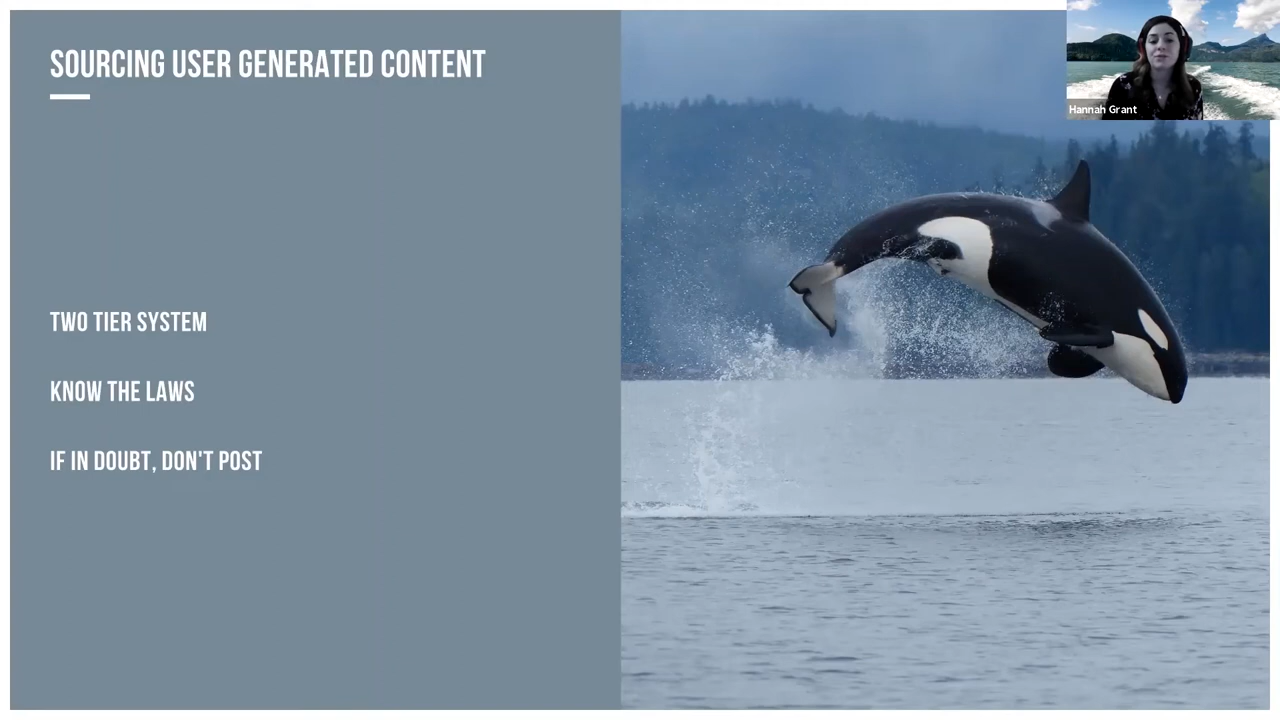 SOURCING USER GENERATED CONTENT
TWO TIER SYSTEM
KNOW THE LAWS
IF IN DOUBT, DON'T POST
Hannah Grant